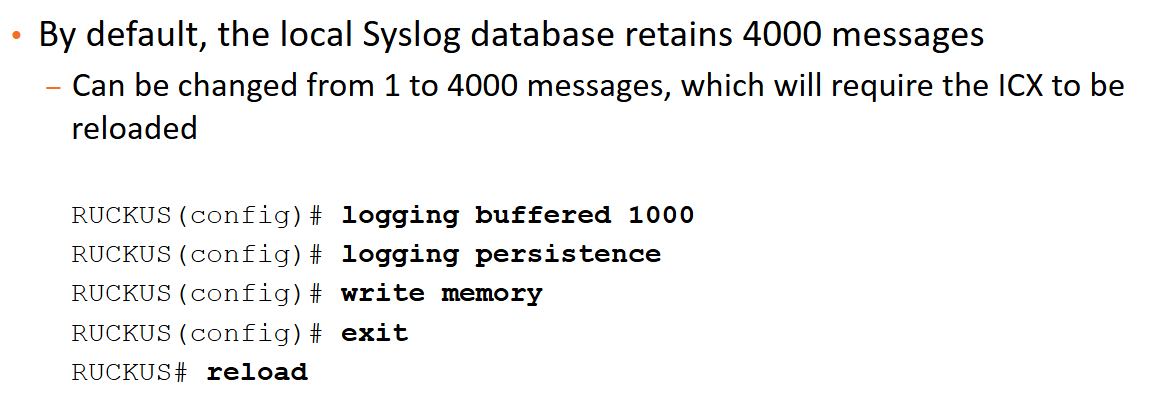 • By default, the local Syslog database retains 4000 messages
– Can be changed from 1 to 4000 messages, which will require the ICX to be
reloaded
RUCKUS(config)# logging buffered 1000
RUCKUS(config)# logging persistence
RUCKUS(config)# write memory
RUCKUS(config)# exit
RUCKUS# reload